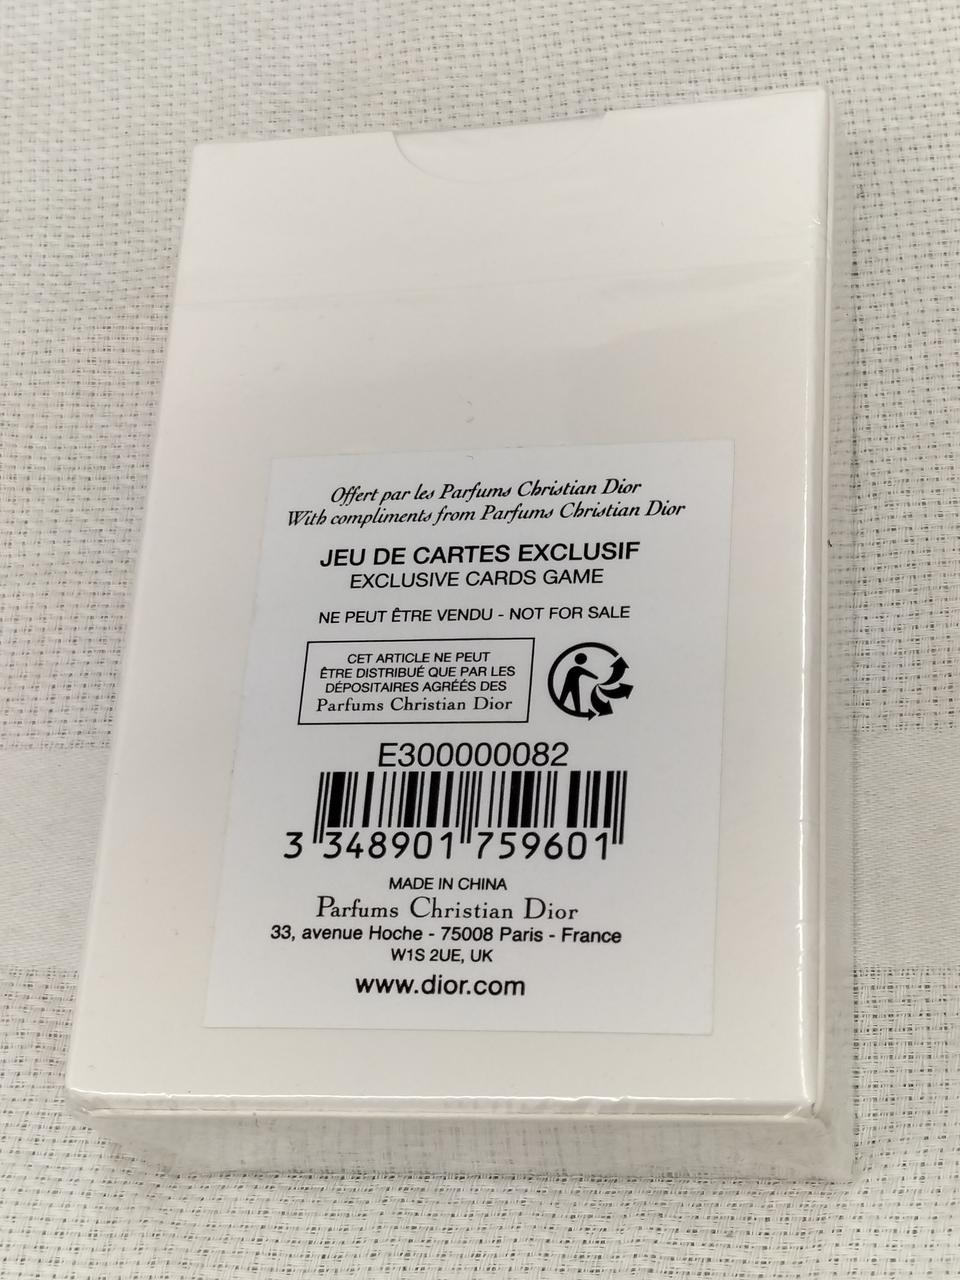 Offert par les Parfums Christian Dior
With compliments from Parfums Christian Dior
JEU DE CARTES EXCLUSIF
EXCLUSIVE CARDS GAME
NE PEUT ÊTRE VENDU - NOT FOR SALE
CET ARTICLE NE PEUT
ÊTRE DISTRIBUÉ QUE PAR LES
DÉPOSITAIRES AGRÉÉS DES
Parfums Christian Dior
E300000082
3 348901 759601
MADE IN CHINA
Parfums Christian Dior
33, avenue Hoche - 75008 Paris - France
W1S 2UE, UK
www.dior.com